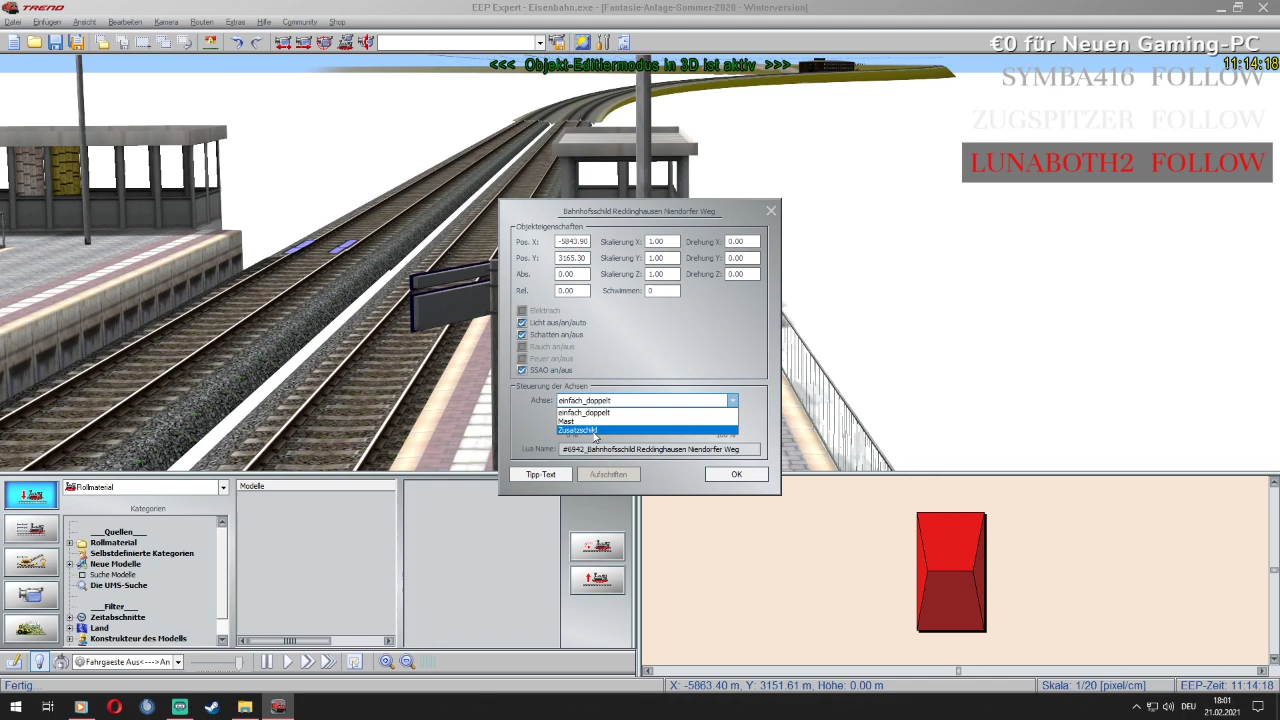 TREND
EEP Expert - Eisenbahn.exe - [Fantasie-Anlage-Sommer-2020 - Winterversion]
Datei Einfügen Ansicht Bearbeiten Kamera Routen Extras Hilfe Community Shop
€0 für Neuen Gaming-PC
<<< Objekt-Editiermodus in 3D ist aktiv >>>
11:14:18
SYMBA416 FOLLOW
ZUGSPITZER FOLLOW
LUNABOTH2 FOLLOW
Bahnhofsschild Recklinghausen Niendorfer Weg
Objekteigenschaften
Pos. X: -5843.90 Skalierung X: 1.00 Drehung X: 0.00
Pos. Y: 3165.30 Skalierung Y: 1.00 Drehung Y: 0.00
Abs. 0.00 Skalierung Z: 1.00 Drehung Z: 0.00
Rel. 0.00 Schwimmen: 0
Elektrisch
Licht aus/an/auto
Schatten an/aus
Rauch an/aus
Feuer an/aus
SSAO an/aus
Steuerung der Achsen
Achse: einfach_doppelt
einfach_doppelt
Mast
Zusatzschild
0 % 100 %
Lua Name: #6942_Bahnhofsschild Recklinghausen Niendorfer Weg
Tipp-Text Aufschriften OK
Rollmaterial
Kategorien
___Quellen___
Rollmaterial
Selbstdefinierte Kategorien
Neue Modelle
Suche Modelle
Die UMS-Suche
___Filter___
Zeitabschnitte
Land
Konstrukteur des Modells
Modelle
Fahrgaeste Aus<--->An
Fertig...
X: -5863.40 m, Y: 3151.61 m, Höhe: 0.00 m
Skala: 1/20 [pixel/cm]
EEP-Zeit: 11:14:18
DEU
18:01
21.02.2021